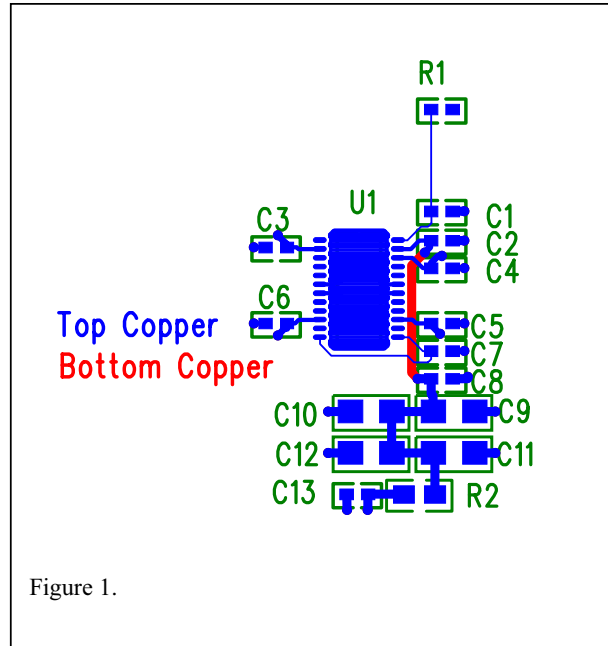 R1
U1
C3
C1
C2
C4
C6
C5
Top Copper
C7
Bottom Copper
C8
C10
C9
C12
C11
C13
R2
Figure 1.